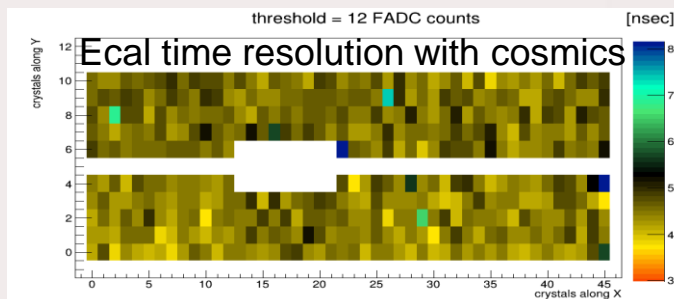 threshold = 12 FADC counts
[nsec]
Ecal time resolution with cosmics
crystals along Y
12
10
8
6
4
2
0
0 5 10 15 20 25 30 35 40 45
crystals along X
8
7
6
5
4
3